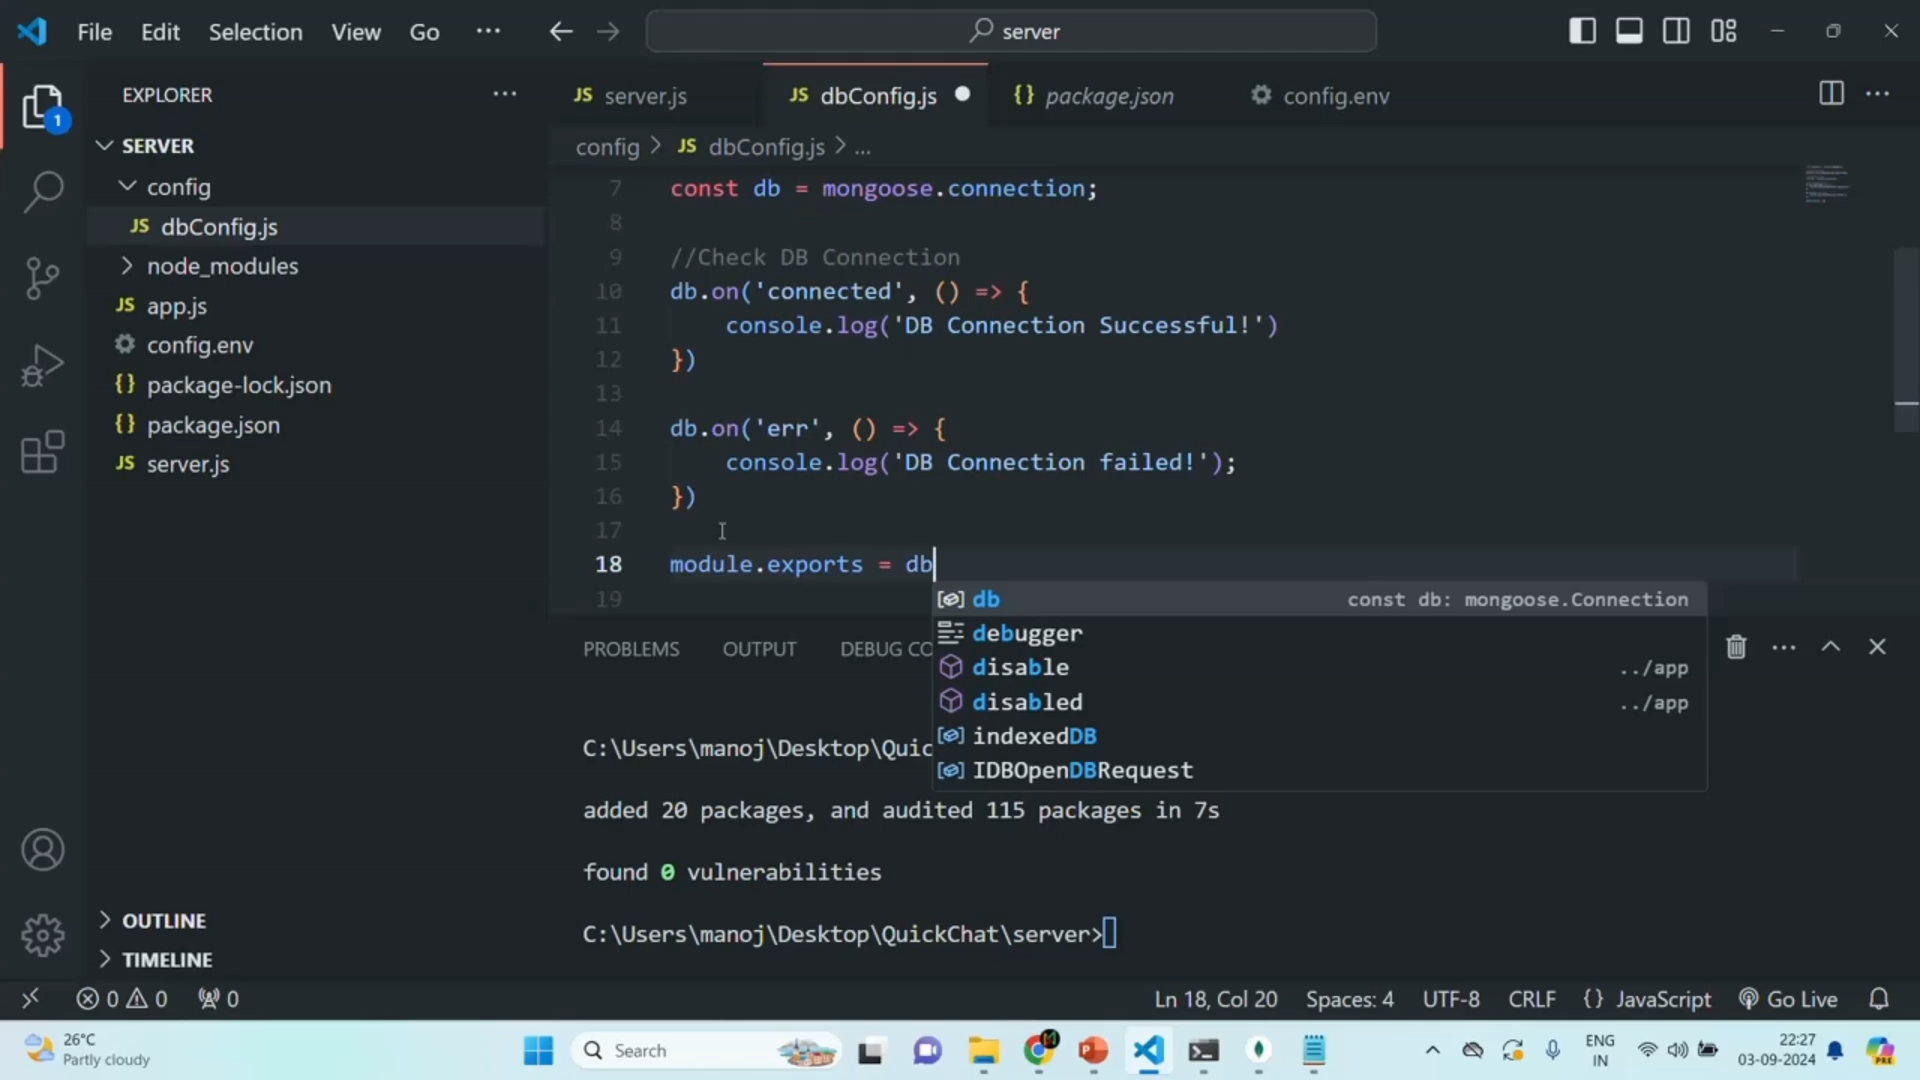 File Edit Selection View Go ··· server
EXPLORER ···
1
SERVER
config
JS dbConfig.js
node_modules
JS app.js
config.env
{} package-lock.json
{} package.json
JS server.js
OUTLINE
TIMELINE
JS server.js JS dbConfig.js {} package.json config.env ···
config > JS dbConfig.js > ...
7 const db = mongoose.connection;
8
9 //Check DB Connection
10 db.on('connected', () => {
11 console.log('DB Connection Successful!')
12 })
13
14 db.on('err', () => {
15 console.log('DB Connection failed!');
16 })
17
18 module.exports = db
19
db const db: mongoose.Connection
debugger
disable ../app
disabled ../app
indexedDB
IDBOpenDBRequest
PROBLEMS OUTPUT DEBUG CO ···
C:\Users\manoj\Desktop\Quic
added 20 packages, and audited 115 packages in 7s
found 0 vulnerabilities
C:\Users\manoj\Desktop\QuickChat\server>
0 0 0 Ln 18, Col 20 Spaces: 4 UTF-8 CRLF {} JavaScript Go Live
26°C
Partly cloudy
Search
ENG
IN
22:27
03-09-2024
PRE